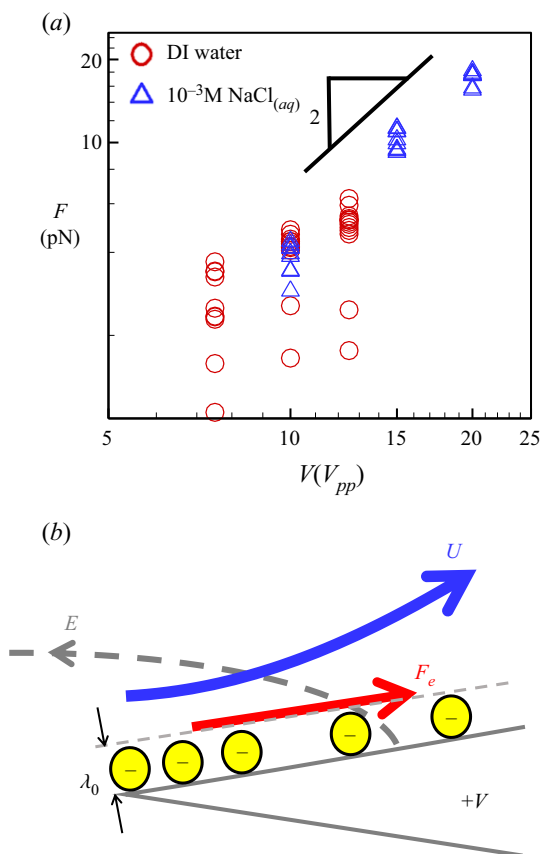 (a)
20
DI water
10⁻³M NaCl(aq)
2
10
F
(pN)
5
10
15
20
25
V(Vpp)
(b)
U
E
Fe
– – – – –
λ0
+V